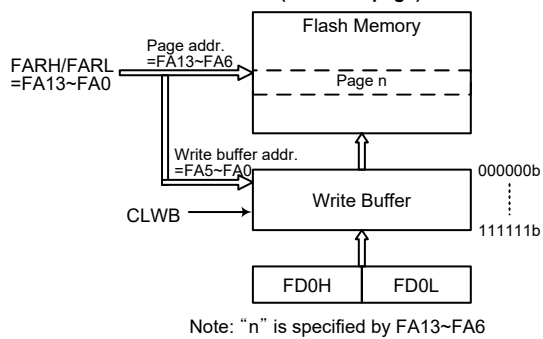 Flash Memory
Page addr.
=FA13~FA6
FARH/FARL
=FA13~FA0
Page n
Write buffer addr.
=FA5~FA0
000000b
Write Buffer
CLWB
111111b
FD0H
FD0L
Note: “n” is specified by FA13~FA6